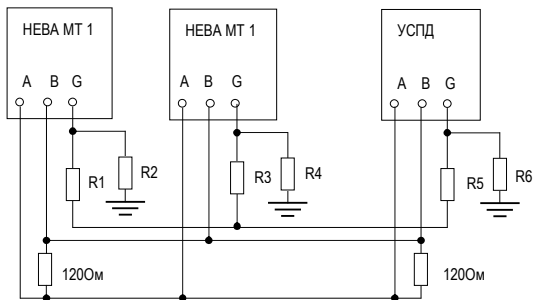 НЕВА МТ 1
НЕВА МТ 1
УСПД
A B G
A B G
A B G
R1
R2
R3
R4
R5
R6
120Ом
120Ом